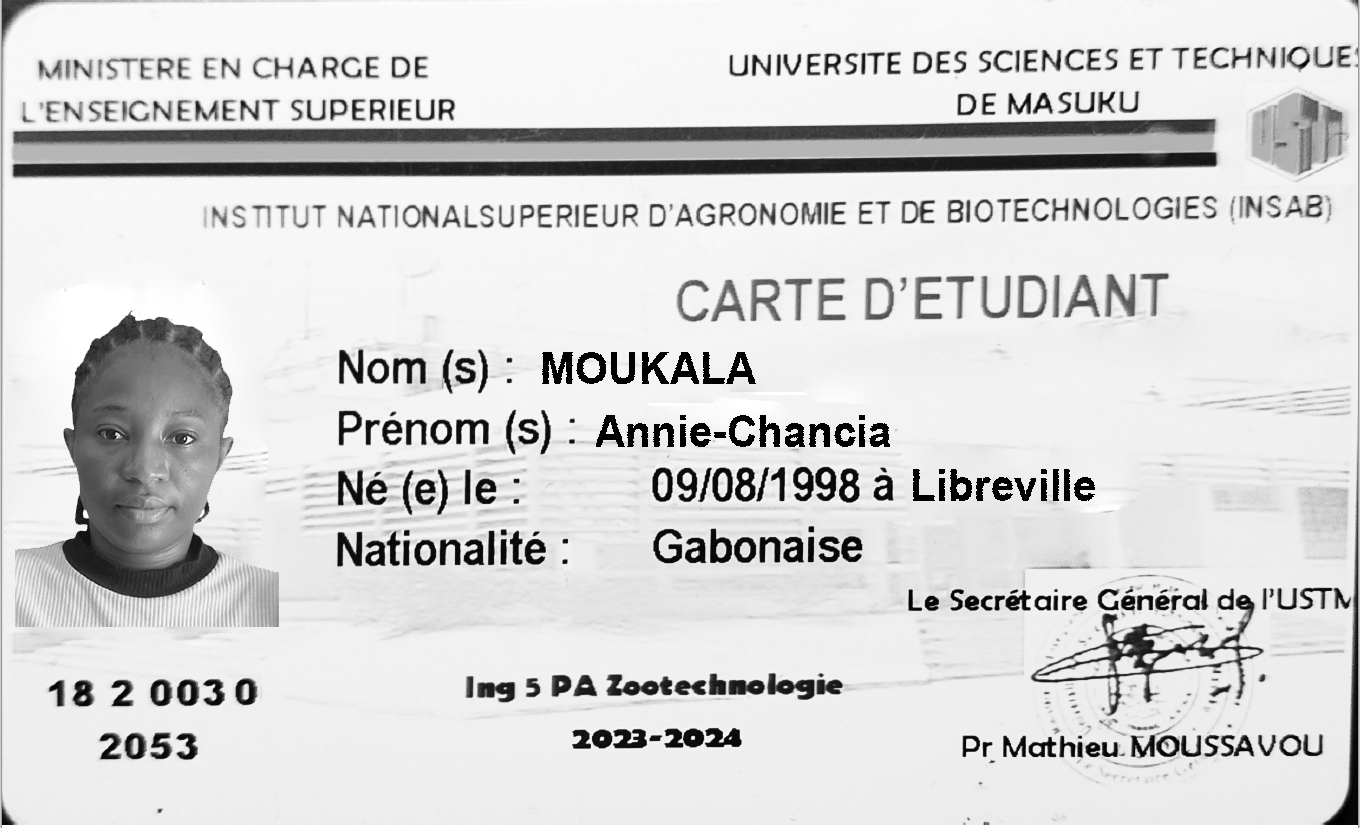 MINISTERE EN CHARGE DE
L'ENSEIGNEMENT SUPERIEUR
UNIVERSITE DES SCIENCES ET TECHNIQUES
DE MASUKU
INSTITUT NATIONALSUPERIEUR D'AGRONOMIE ET DE BIOTECHNOLOGIES (INSAB)
CARTE D'ETUDIANT
Nom (s) : MOUKALA
Prénom (s) : Annie-Chancia
Né (e) le : 09/08/1998 à Libreville
Nationalité : Gabonaise
Le Secrétaire Général de l'USTM
18 2 0030
2053
Ing 5 PA Zootechnologie
2023-2024
Pr Mathieu MOUSSAVOU